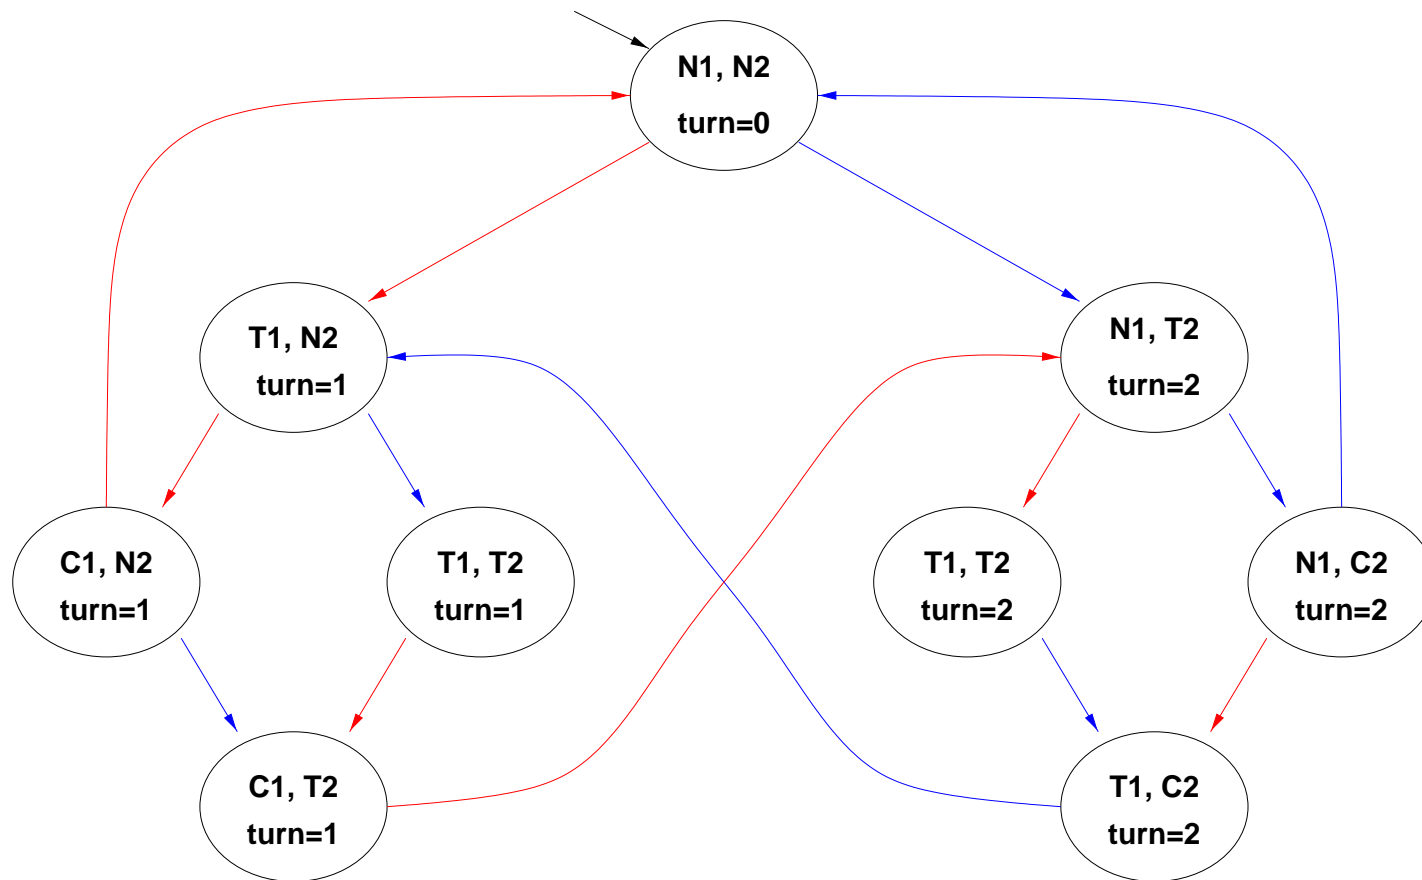 N1, N2
turn=0
T1, N2
turn=1
N1, T2
turn=2
C1, N2
turn=1
T1, T2
turn=1
T1, T2
turn=2
N1, C2
turn=2
C1, T2
turn=1
T1, C2
turn=2